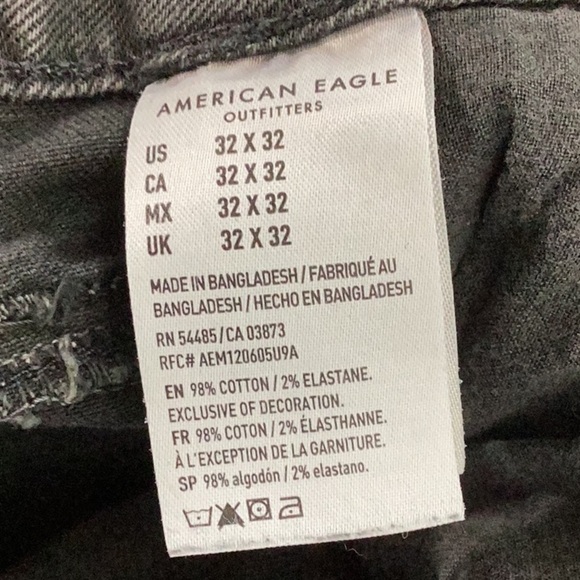 AMERICAN EAGLE
OUTFITTERS
US 32 X 32
CA 32 X 32
MX 32 X 32
UK 32 X 32
MADE IN BANGLADESH / FABRIQUÉ AU
BANGLADESH / HECHO EN BANGLADESH
RN 54485 / CA 03873
RFC# AEM120605U9A
EN 98% COTTON / 2% ELASTANE.
EXCLUSIVE OF DECORATION.
FR 98% COTON / 2% ÉLASTHANNE.
À L'EXCEPTION DE LA GARNITURE.
SP 98% algodón / 2% elastano.